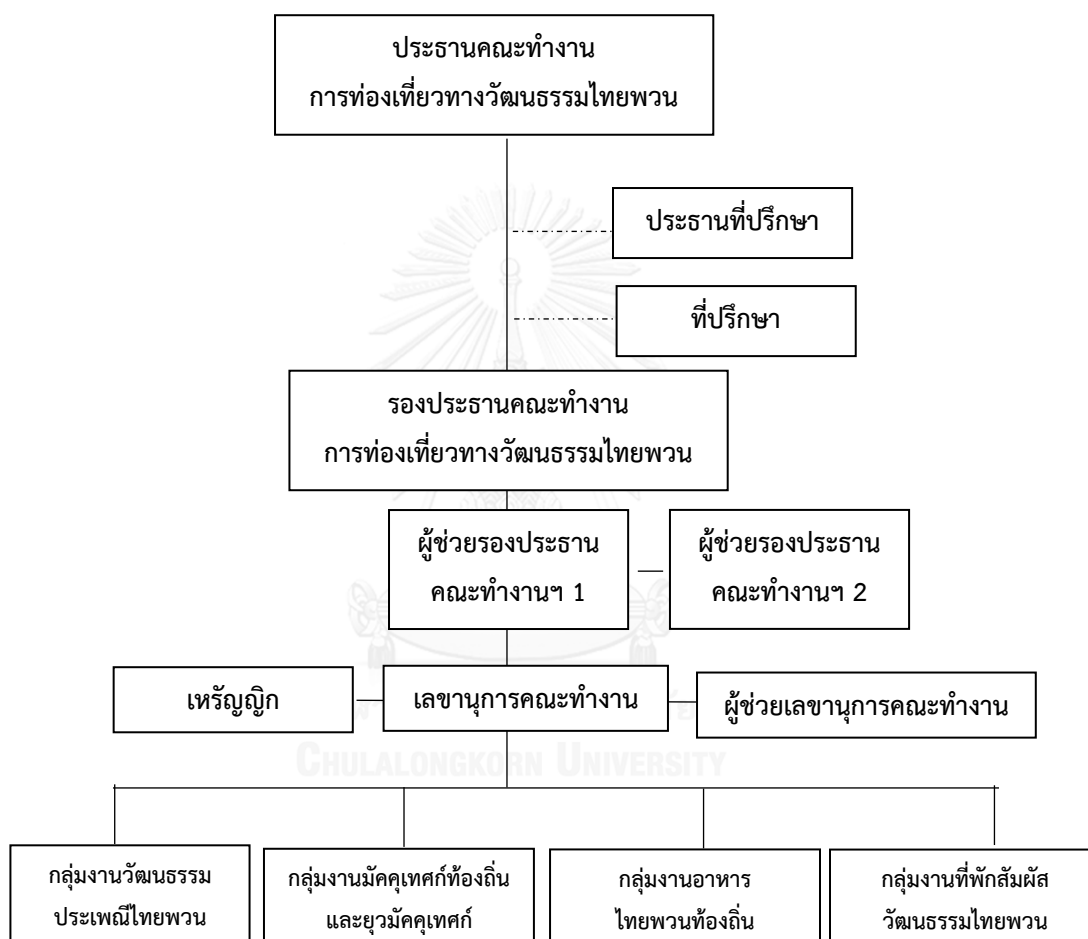 ประธานคณะทำงาน
การท่องเที่ยวทางวัฒนธรรมไทยพวน
ประธานที่ปรึกษา
ที่ปรึกษา
รองประธานคณะทำงาน
การท่องเที่ยวทางวัฒนธรรมไทยพวน
ผู้ช่วยรองประธาน
คณะทำงานฯ 1
ผู้ช่วยรองประธาน
คณะทำงานฯ 2
เหรัญญิก
เลขานุการคณะทำงาน
ผู้ช่วยเลขานุการคณะทำงาน
CHULALONGKORN UNIVERSITY
กลุ่มงานวัฒนธรรม
ประเพณีไทยพวน
กลุ่มงานมัคคุเทศก์ท้องถิ่น
และยุวมัคคุเทศก์
กลุ่มงานอาหาร
ไทยพวนท้องถิ่น
กลุ่มงานที่พักสัมผัส
วัฒนธรรมไทยพวน